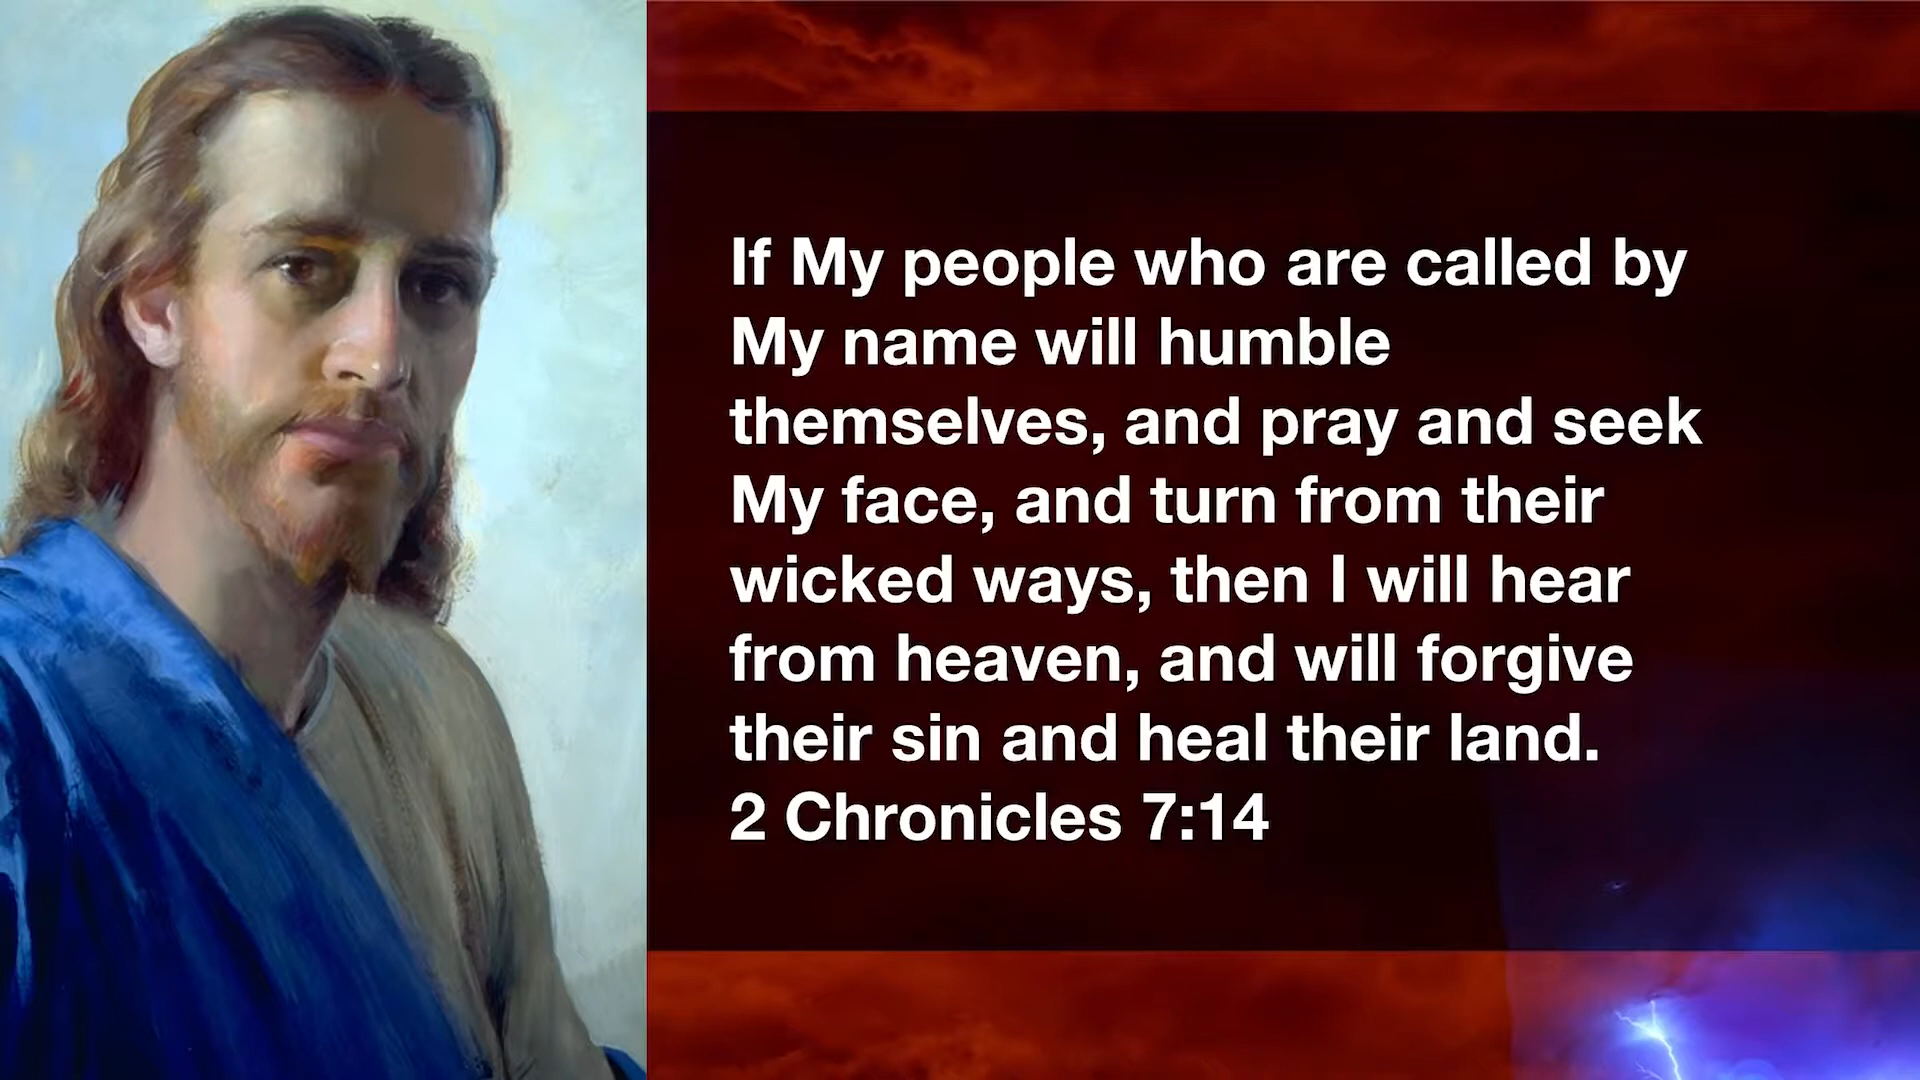 If My people who are called by
My name will humble
themselves, and pray and seek
My face, and turn from their
wicked ways, then I will hear
from heaven, and will forgive
their sin and heal their land.
2 Chronicles 7:14